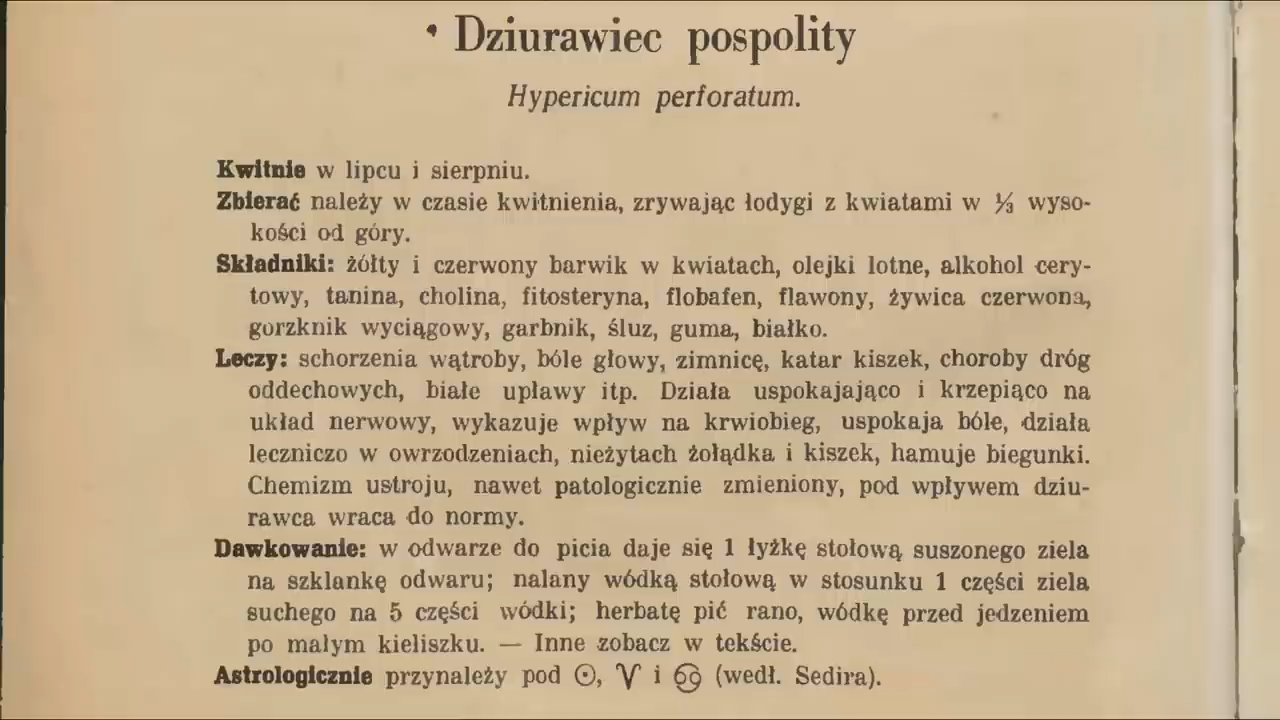 Dziurawiec pospolity
Hypericum perforatum.
Kwitnie w lipcu i sierpniu.
Zbierać należy w czasie kwitnienia, zrywając łodygi z kwiatami w ⅓ wyso-
kości od góry.
Składniki: żółty i czerwony barwik w kwiatach, olejki lotne, alkohol cery-
towy, tanina, cholina, fitosteryna, flobafen, flawony, żywica czerwona,
gorzknik wyciągowy, garbnik, śluz, guma, białko.
Leczy: schorzenia wątroby, bóle głowy, zimnicę, katar kiszek, choroby dróg
oddechowych, białe upławy itp. Działa uspokajająco i krzepiąco na
układ nerwowy, wykazuje wpływ na krwiobieg, uspokaja bóle, działa
leczniczo w owrzodzeniach, nieżytach żołądka i kiszek, hamuje biegunki.
Chemizm ustroju, nawet patologicznie zmieniony, pod wpływem dziu-
rawca wraca do normy.
Dawkowanie: w odwarze do picia daje się 1 łyżkę stołową suszonego ziela
na szklankę odwaru; nalany wódką stołową w stosunku 1 części ziela
suchego na 5 części wódki; herbatę pić rano, wódkę przed jedzeniem
po małym kieliszku. — Inne zobacz w tekście.
Astrologicznie przynależy pod ☉, ♈ i ♋ (wedł. Sedira).